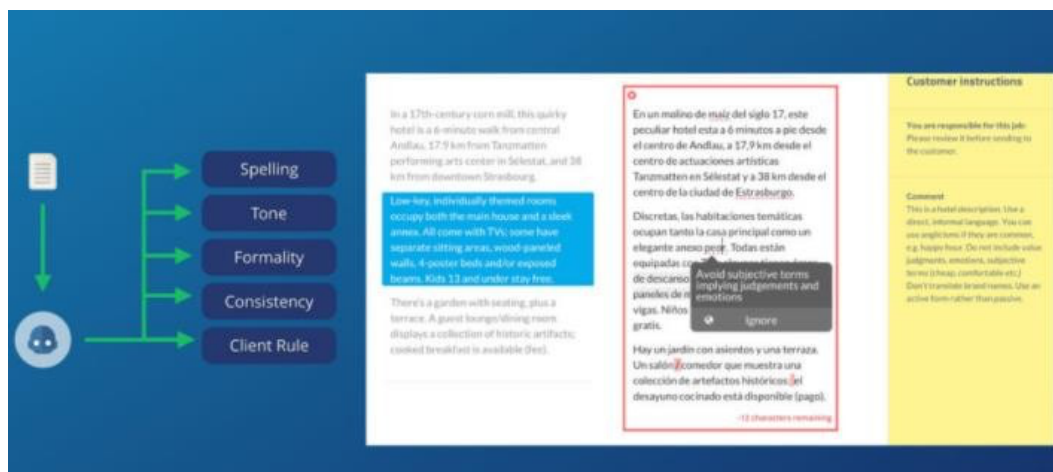 Spelling
Tone
Formality
Consistency
Client Rule
In a 17th-century corn mill, this quirky
hotel is a 6-minute walk from central
Andlau, 17.9 km from Tanzmatten
performing arts center in Sélestat, and 38
km from downtown Strasbourg.
Low-key, individually themed rooms
occupy both the main house and a sleek
annex. All come with TVs; some have
separate sitting areas, wood-paneled
walls, 4-poster beds and/or exposed
beams. Kids 13 and under stay free.
There's a garden with seating, plus a
terrace. A guest lounge/dining room
displays a collection of historic artifacts;
cooked breakfast is available (fee).
En un molino de maíz del siglo 17, este
peculiar hotel esta a 6 minutos a pie desde
el centro de Andlau, a 17,9 km desde el
centro de actuaciones artísticas
Tanzmatten en Sélestat y a 38 km desde el
centro de la ciudad de Estrasburgo.
Discretas, las habitaciones temáticas
ocupan tanto la casa principal como un
elegante anexo peor. Todas están
equipadas con
de descanso
paneles de
vigas. Niños
gratis.
Avoid subjective terms
implying judgements and
emotions
Ignore
Hay un jardín con asientos y una terraza.
Un salón / comedor que muestra una
colección de artefactos históricos; el
desayuno cocinado está disponible (pago).
-12 characters remaining
Customer instructions
You are responsible for this job:
Please review it before sending to
the customer.
Comment
This is a hotel description. Use a
direct, informal language. You can
use anglicisms if they are common,
e.g. happy hour. Do not include value
judgments, emotions, subjective
terms (cheap, comfortable etc.)
Don't translate brand names. Use an
active form rather than passive.